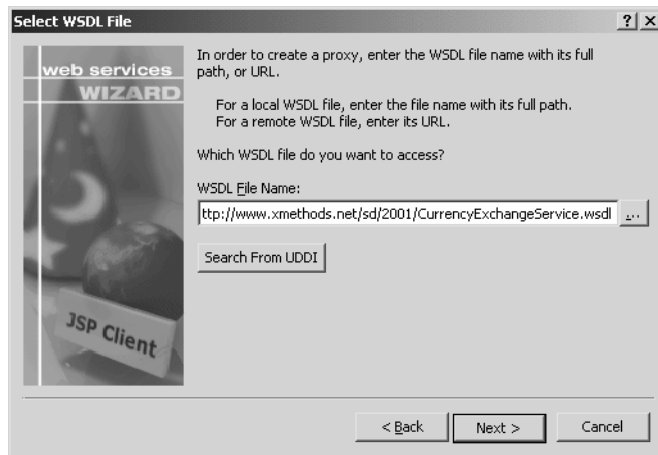 Select WSDL File
? X
web services
WIZARD
JSP Client
In order to create a proxy, enter the WSDL file name with its full
path, or URL.
For a local WSDL file, enter the file name with its full path.
For a remote WSDL file, enter its URL.
Which WSDL file do you want to access?
WSDL File Name:
ttp://www.xmethods.net/sd/2001/CurrencyExchangeService.wsdl ...
Search From UDDI
< Back Next > Cancel